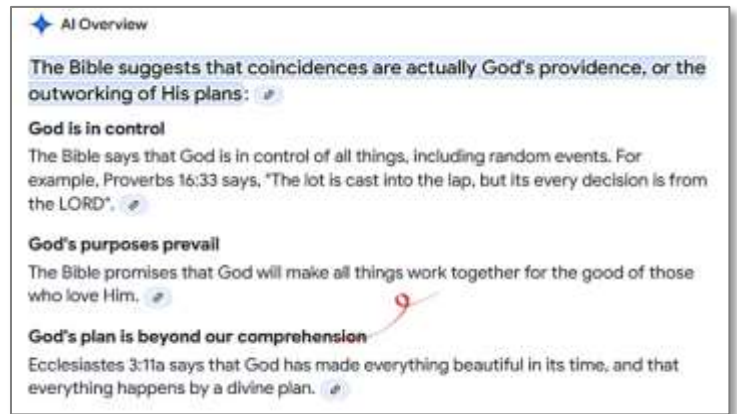 AI Overview
The Bible suggests that coincidences are actually God's providence, or the
outworking of His plans:
God is in control
The Bible says that God is in control of all things, including random events. For
example, Proverbs 16:33 says, "The lot is cast into the lap, but its every decision is from
the LORD".
God's purposes prevail
The Bible promises that God will make all things work together for the good of those
who love Him.
God's plan is beyond our comprehension
Ecclesiastes 3:11a says that God has made everything beautiful in its time, and that
everything happens by a divine plan.